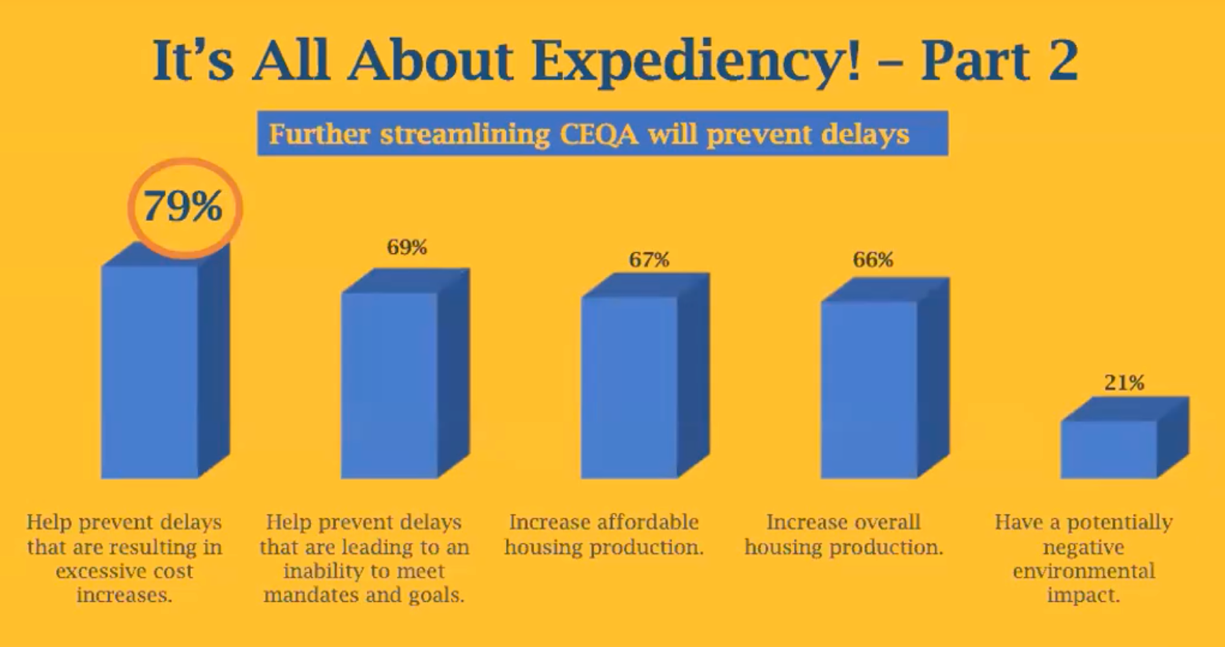 It's All About Expediency! – Part 2
Further streamlining CEQA will prevent delays
79%
69%
67%
66%
21%
Help prevent delays
that are resulting in
excessive cost
increases.
Help prevent delays
that are leading to an
inability to meet
mandates and goals.
Increase affordable
housing production.
Increase overall
housing production.
Have a potentially
negative
environmental
impact.